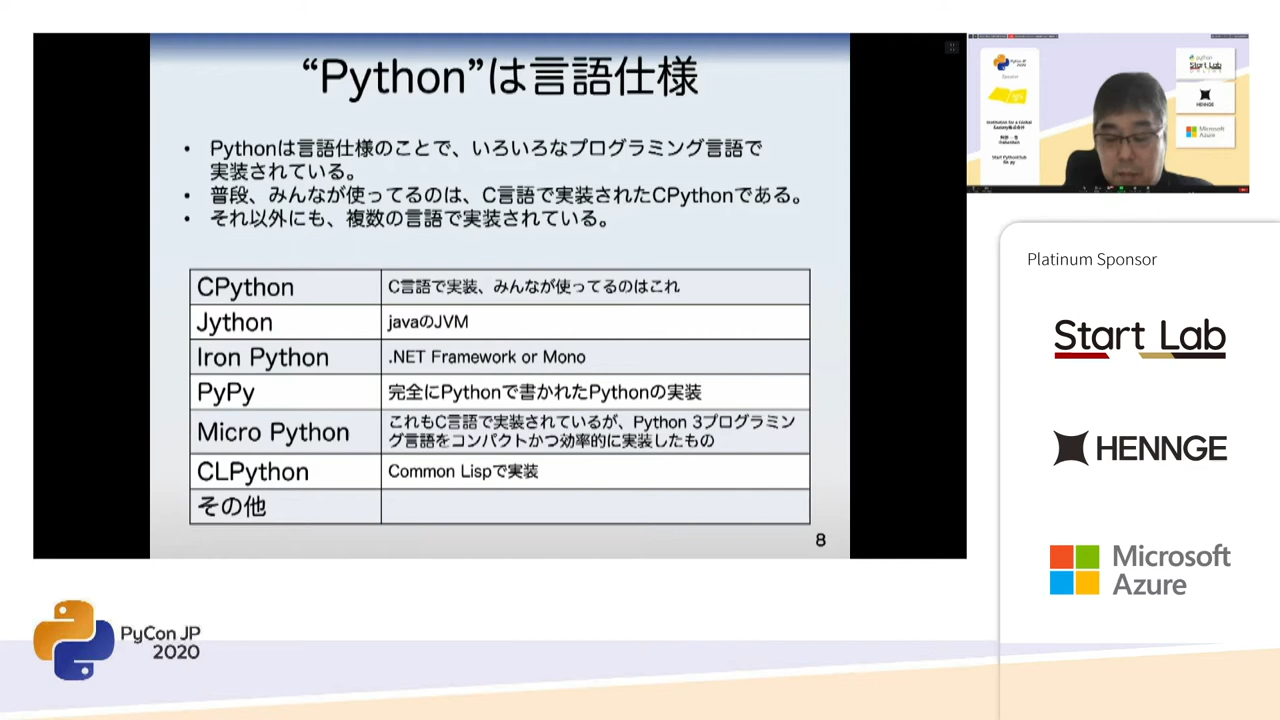 “Python”は言語仕様
• Pythonは言語仕様のことで、いろいろなプログラミング言語で
実装されている。
• 普段、みんなが使ってるのは、C言語で実装されたCPythonである。
• それ以外にも、複数の言語で実装されている。
CPython C言語で実装、みんなが使ってるのはこれ
Jython javaのJVM
Iron Python .NET Framework or Mono
PyPy 完全にPythonで書かれたPythonの実装
Micro Python これもC言語で実装されているが、Python 3プログラミン
グ言語をコンパクトかつ効率的に実装したもの
CLPython Common Lispで実装
その他
8
PyCon JP
2020
Start Lab
HENNGE
Microsoft
Azure
Platinum Sponsor
Start Lab
HENNGE
Microsoft
Azure
PyCon JP
2020